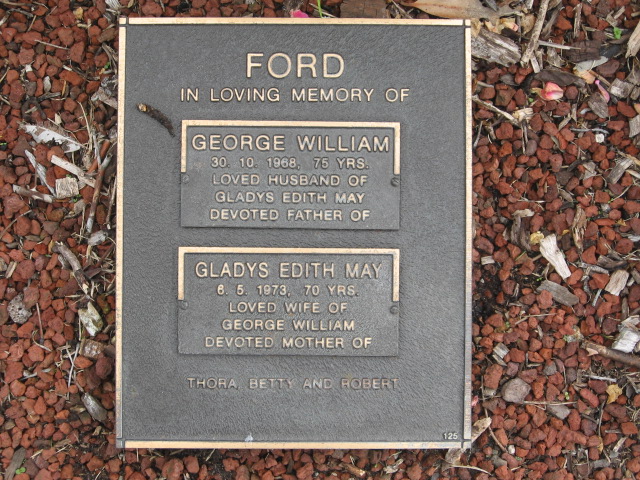 FORD
IN LOVING MEMORY OF
GEORGE WILLIAM
30. 10. 1968, 75 YRS.
LOVED HUSBAND OF
GLADYS EDITH MAY
DEVOTED FATHER OF
GLADYS EDITH MAY
6. 5. 1973, 70 YRS.
LOVED WIFE OF
GEORGE WILLIAM
DEVOTED MOTHER OF
THORA, BETTY AND ROBERT
125